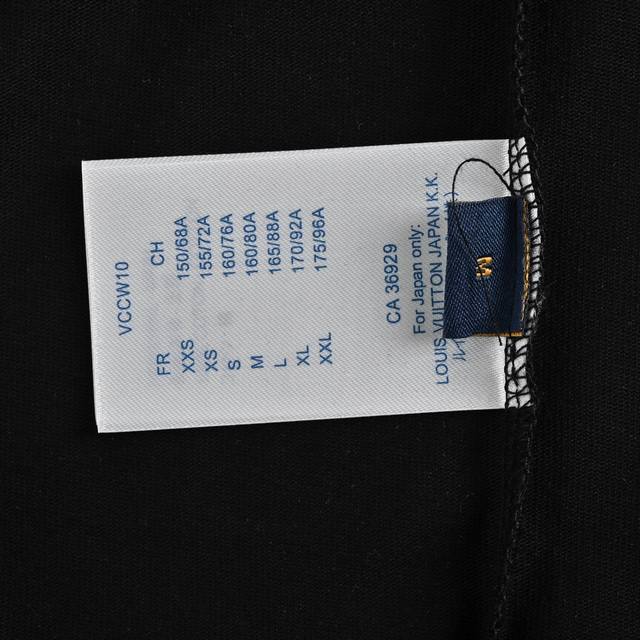 VCCW10
FR CH
XXS 150/68A
XS 155/72A
S 160/76A
M 160/80A
L 165/88A
XL 170/92A
XXL 175/96A
CA 36929
For Japan only:
LOUIS VUITTON JAPAN K.K.
M